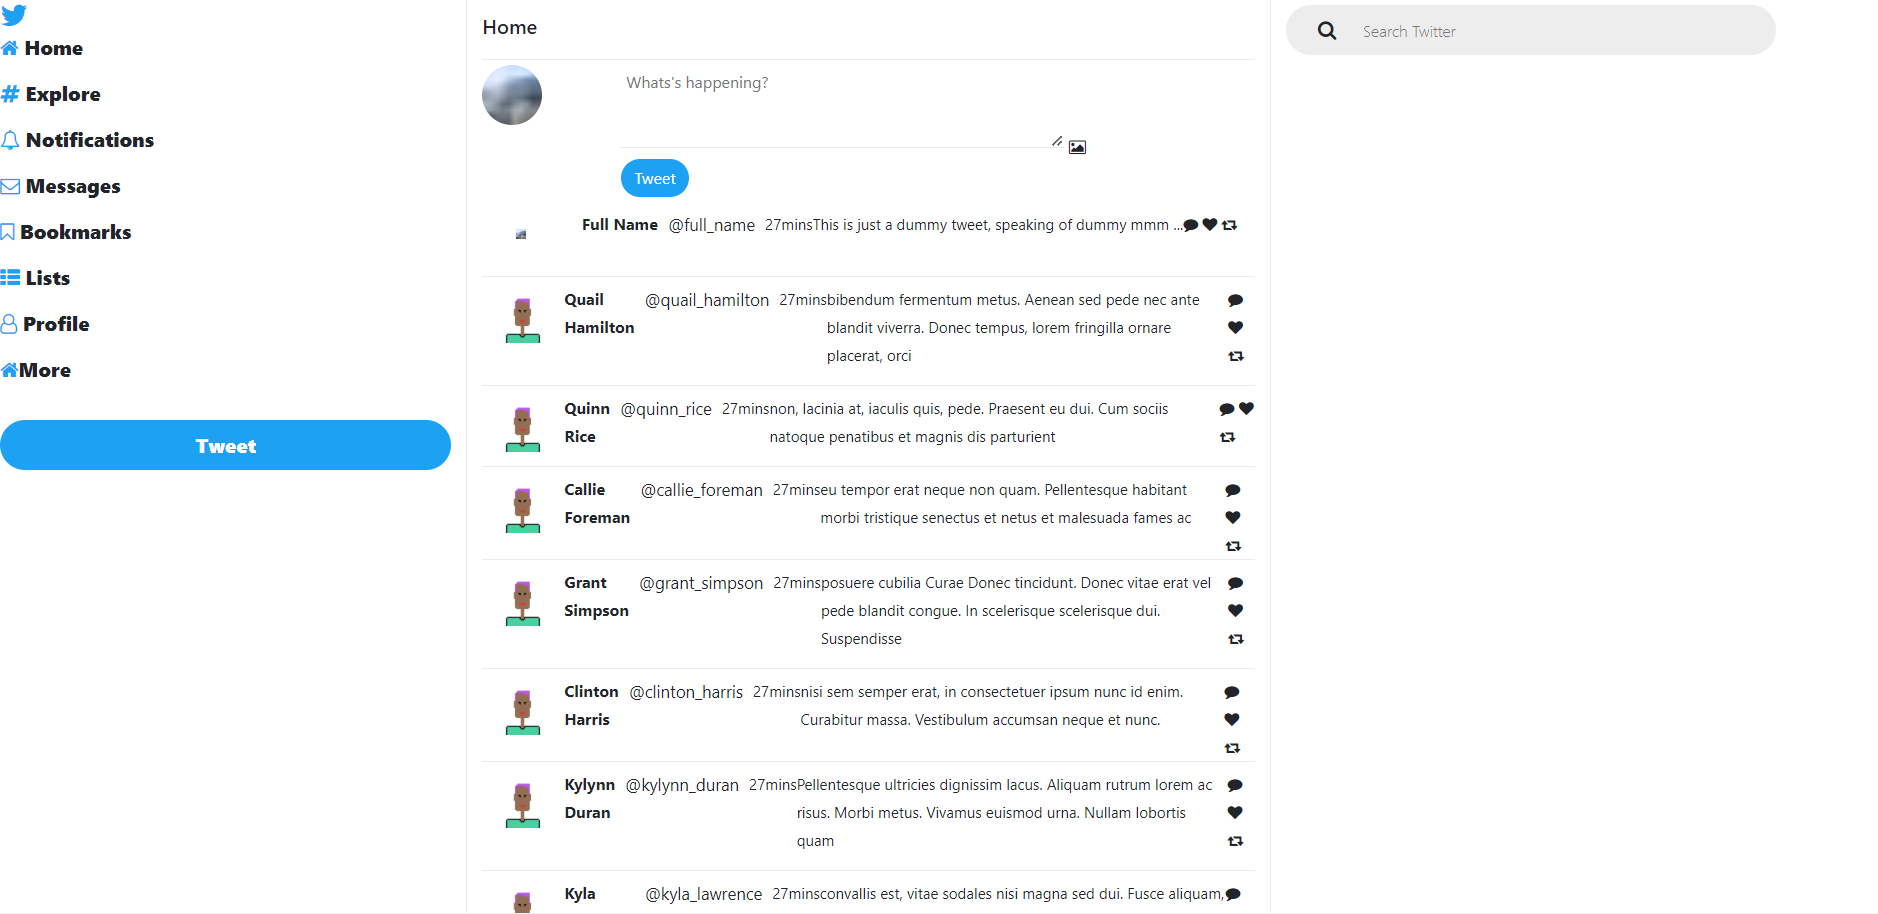 Home
Explore
Notifications
Messages
Bookmarks
Lists
Profile
More
Tweet
Home
Whats's happening?
Tweet
Full Name @full_name 27minsThis is just a dummy tweet, speaking of dummy mmm ...
Quail @quail_hamilton 27minsbibendum fermentum metus. Aenean sed pede nec ante
Hamilton blandit viverra. Donec tempus, lorem fringilla ornare
placerat, orci
Quinn @quinn_rice 27minsnon, lacinia at, iaculis quis, pede. Praesent eu dui. Cum sociis
Rice natoque penatibus et magnis dis parturient
Callie @callie_foreman 27minseu tempor erat neque non quam. Pellentesque habitant
Foreman morbi tristique senectus et netus et malesuada fames ac
Grant @grant_simpson 27minsposuere cubilia Curae Donec tincidunt. Donec vitae erat vel
Simpson pede blandit congue. In scelerisque scelerisque dui.
Suspendisse
Clinton @clinton_harris 27minsnisi sem semper erat, in consectetuer ipsum nunc id enim.
Harris Curabitur massa. Vestibulum accumsan neque et nunc.
Kylynn @kylynn_duran 27minsPellentesque ultricies dignissim lacus. Aliquam rutrum lorem ac
Duran risus. Morbi metus. Vivamus euismod urna. Nullam lobortis
quam
Kyla @kyla_lawrence 27minsconvallis est, vitae sodales nisi magna sed dui. Fusce aliquam,
Search Twitter